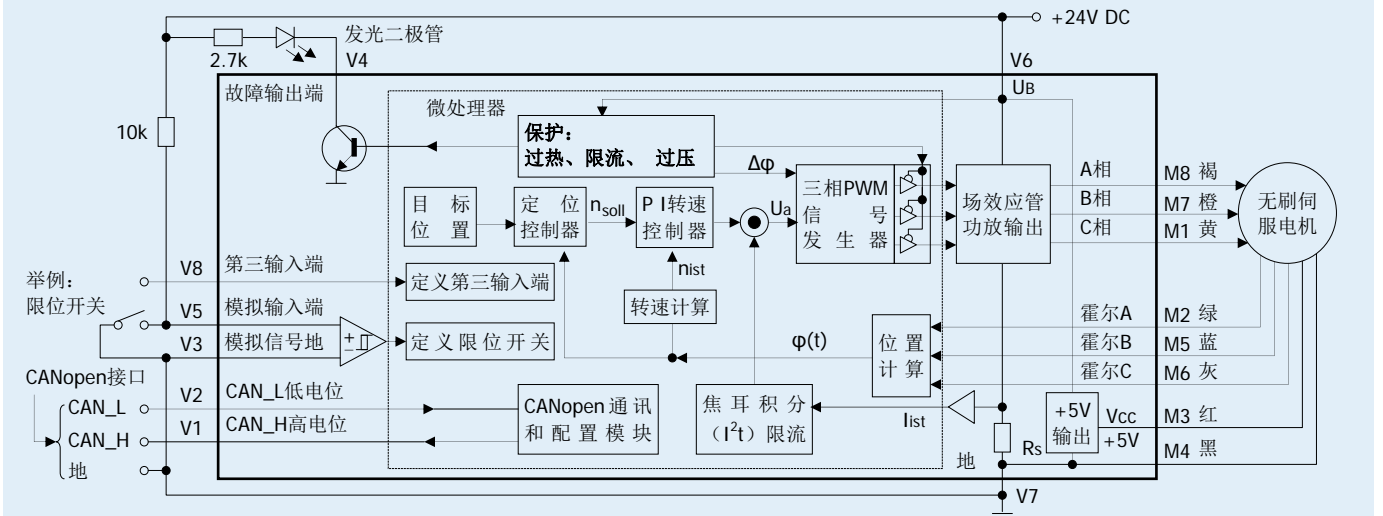 +24V DC
发光二极管
2.7k
V4
V6
故障输出端
UB
微处理器
10k
保护：
过热、限流、 过压
Δφ
三相PWM
信 号
发 生 器
场效应管
功放输出
A相
M8 褐
B相
M7 橙
C相
M1 黄
无刷伺
服电机
目 标
位 置
定 位
控制器
nsoll
P I转速
控制器
Ua
nist
V8
第三输入端
定义第三输入端
转速计算
举例：
限位开关
V5
模拟输入端
V3
模拟信号地
定义限位开关
φ(t)
位置
计算
霍尔A
M2 绿
霍尔B
M5 蓝
霍尔C
M6 灰
CANopen接口
CAN_L
V2
CAN_L低电位
CAN_H
V1
CAN_H高电位
地
CANopen通讯
和配置模块
焦耳积分
（I²t）限流
Iist
Rs
地
+5V
输出
Vcc
+5V
M3 红
M4 黑
V7